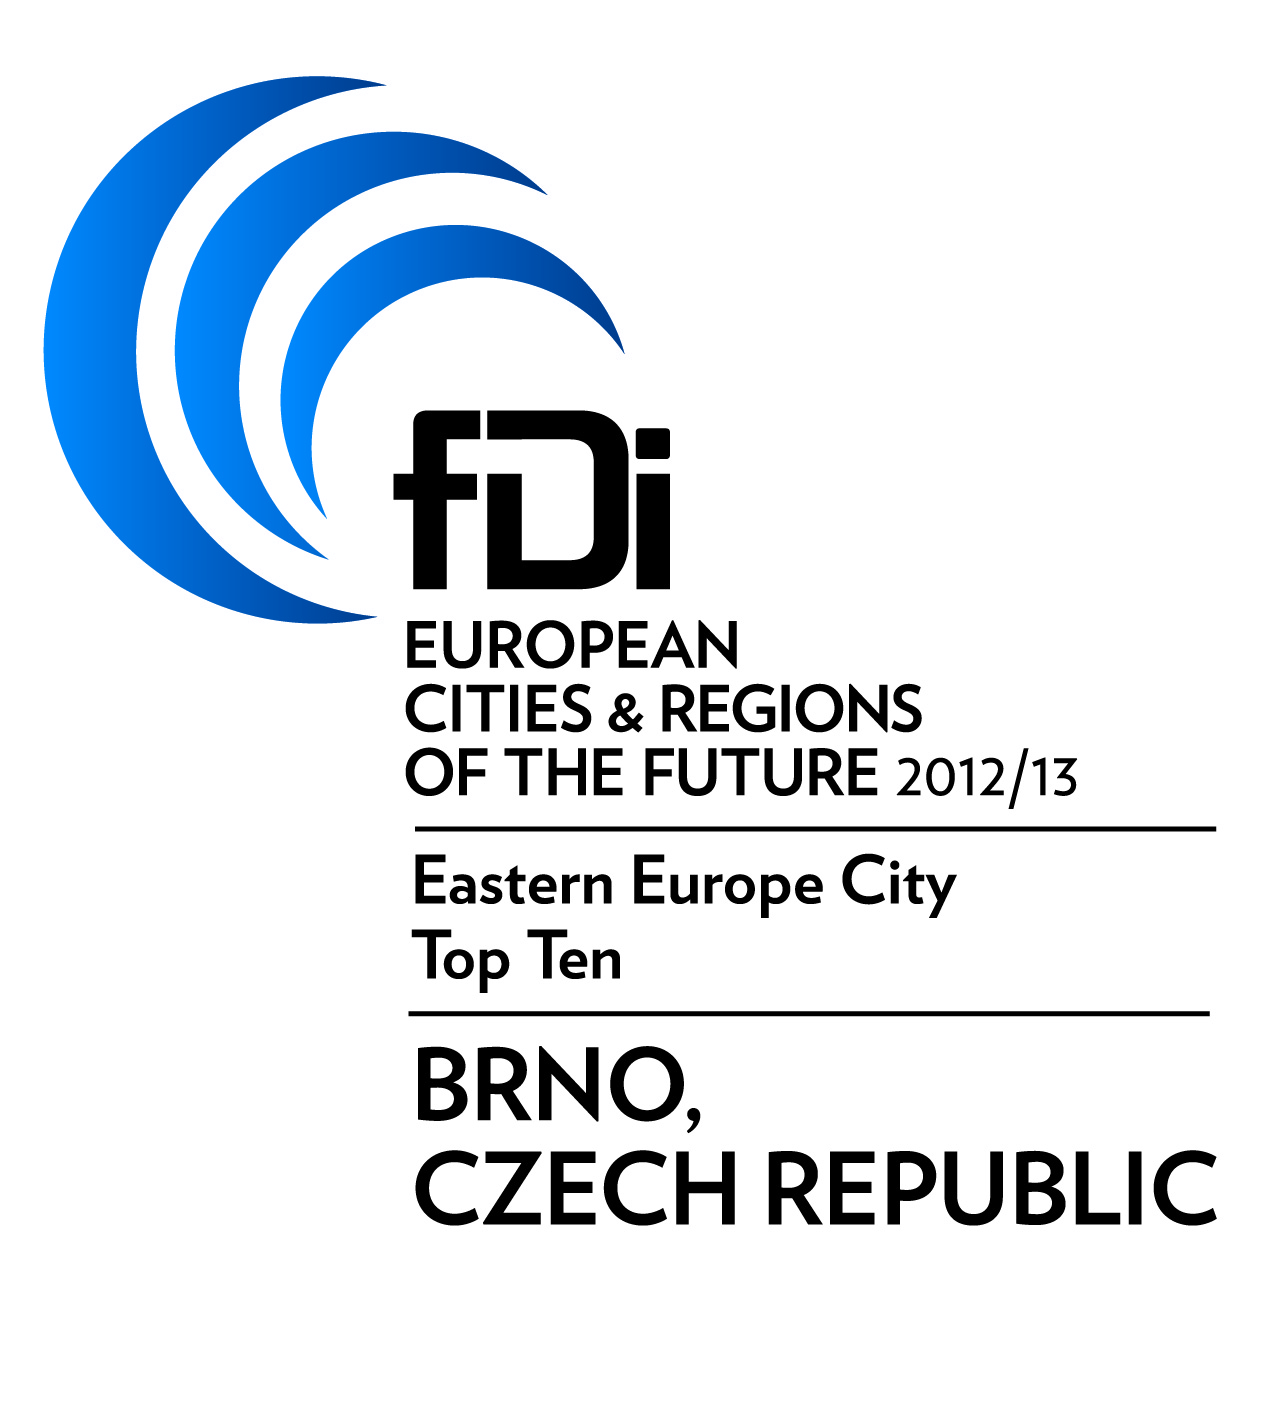 fDi
EUROPEAN
CITIES & REGIONS
OF THE FUTURE 2012/13
Eastern Europe City
Top Ten
BRNO,
CZECH REPUBLIC